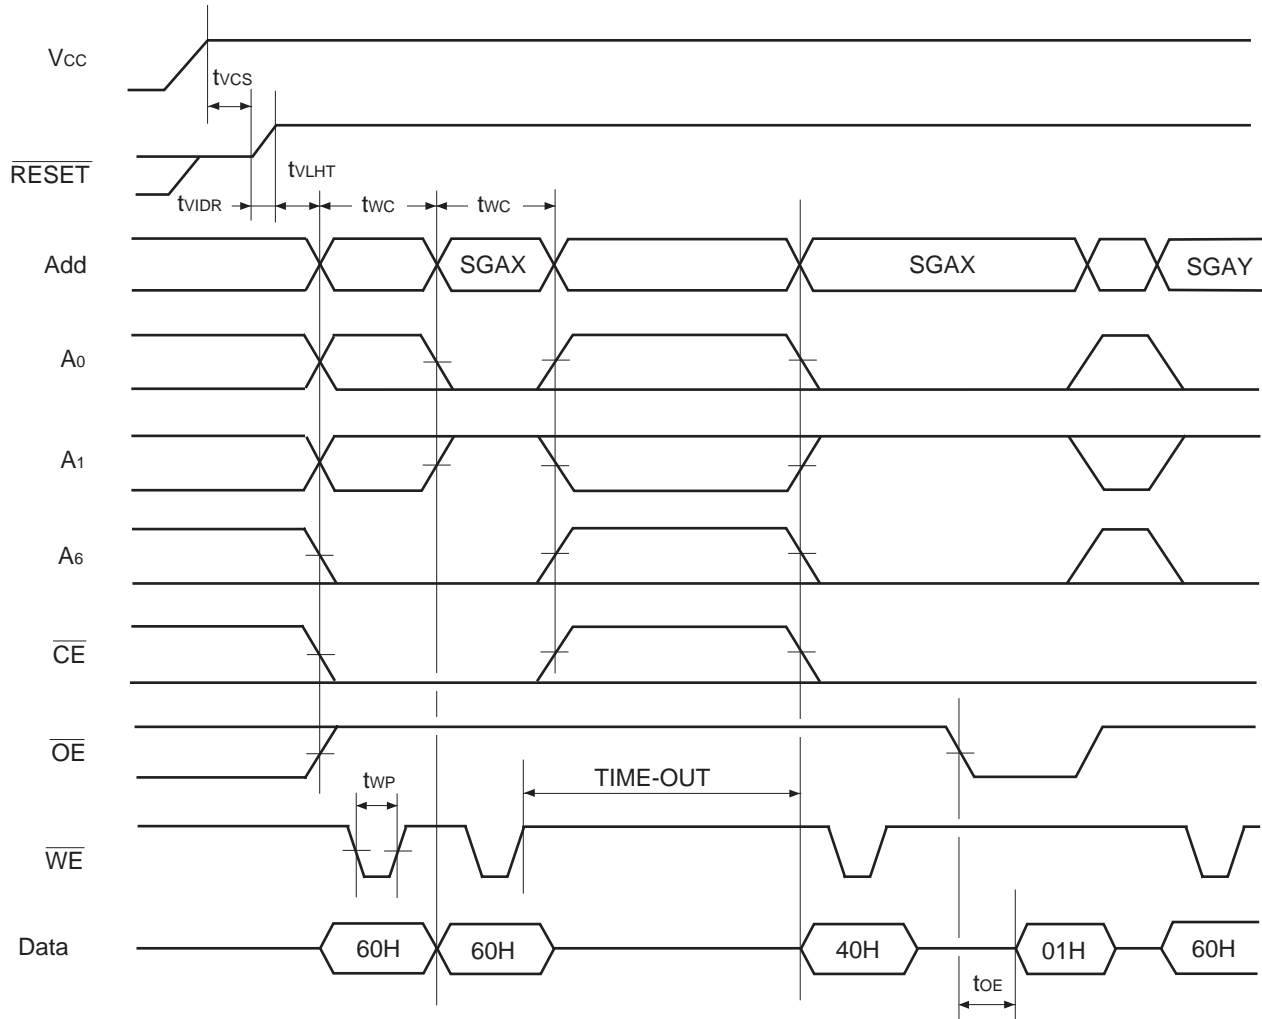 VCC
tVCS
RESET
tVLHT
tVIDR
tWC
tWC
Add
SGAX
SGAX
SGAY
A0
A1
A6
CE
OE
tWP
TIME-OUT
WE
Data
60H
60H
40H
01H
60H
tOE